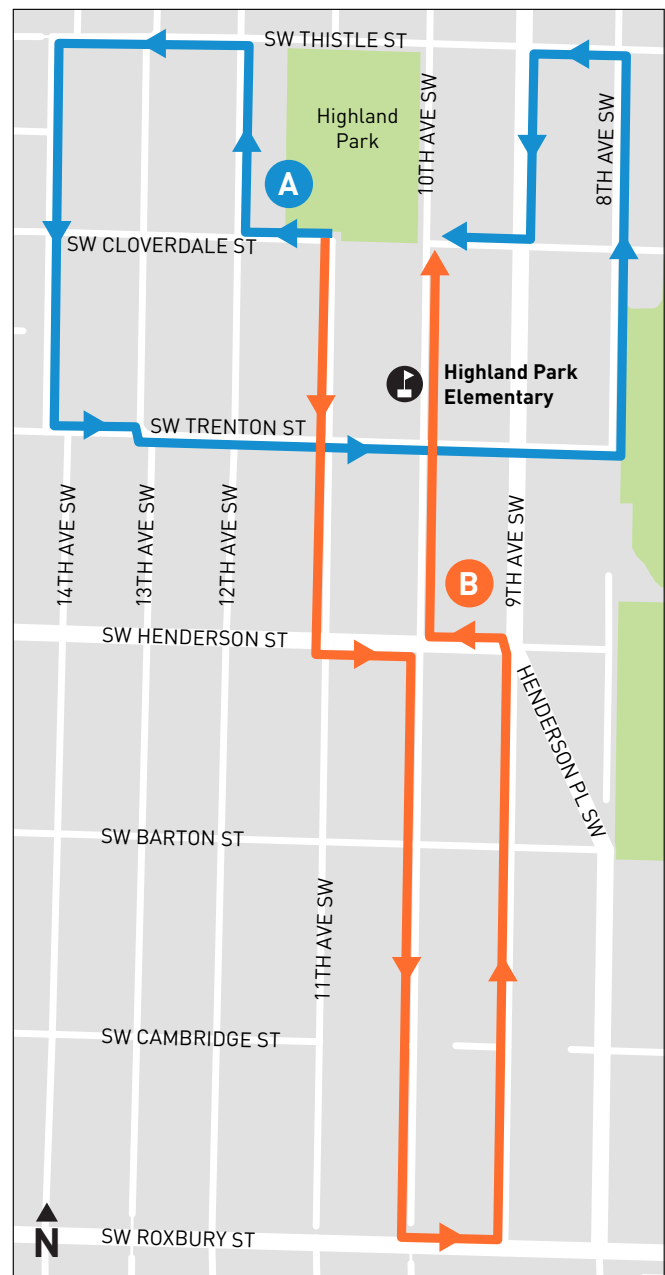 SW THISTLE ST
Highland
Park
10TH AVE SW
8TH AVE SW
A
SW CLOVERDALE ST
Highland Park
Elementary
SW TRENTON ST
14TH AVE SW
13TH AVE SW
12TH AVE SW
9TH AVE SW
B
SW HENDERSON ST
HENDERSON PL SW
SW BARTON ST
11TH AVE SW
SW CAMBRIDGE ST
N
SW ROXBURY ST